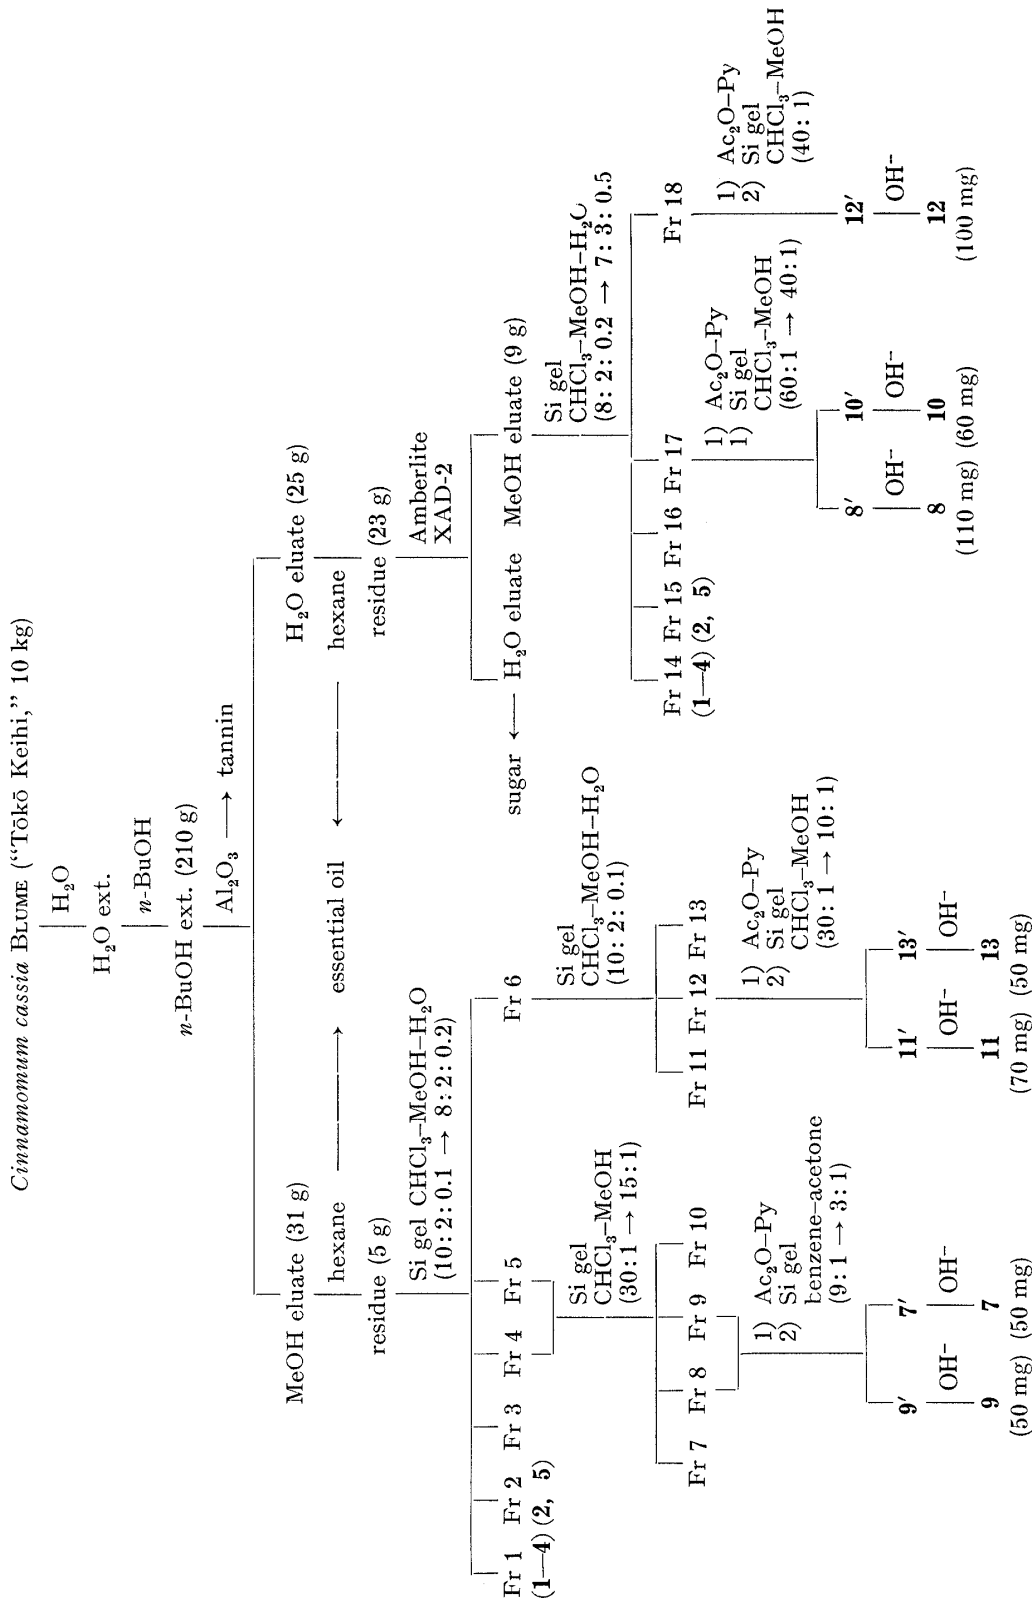 Cinnamomum cassia BLUME (“Tōkō Keihi,” 10 kg)
H₂O
H₂O ext.
n-BuOH
n-BuOH ext. (210 g)
Al₂O₃ → tannin
MeOH eluate (31 g)
H₂O eluate (25 g)
hexane → essential oil ← hexane
residue (5 g)
residue (23 g)
Si gel CHCl₃–MeOH–H₂O
(10: 2: 0.1 → 8: 2: 0.2)
Amberlite
XAD-2
Fr 1 Fr 2 Fr 3 Fr 4 Fr 5 Fr 6
(1—4) (2, 5)
sugar ← H₂O eluate MeOH eluate (9 g)
Si gel
CHCl₃–MeOH
(30: 1 → 15: 1)
Si gel
CHCl₃–MeOH–H₂O
(10: 2: 0.1)
Si gel
CHCl₃–MeOH–H₂O
(8: 2: 0.2 → 7: 3: 0.5
Fr 7 Fr 8 Fr 9 Fr 10
Fr 11 Fr 12 Fr 13
Fr 14 Fr 15 Fr 16 Fr 17 Fr 18
(1—4) (2, 5)
1) Ac₂O–Py
2) Si gel
benzene–acetone
(9: 1 → 3: 1)
1) Ac₂O–Py
2) Si gel
CHCl₃–MeOH
(30: 1 → 10: 1)
1) Ac₂O–Py
1) Si gel
CHCl₃–MeOH
(60: 1 → 40: 1)
1) Ac₂O–Py
2) Si gel
CHCl₃–MeOH
(40: 1)
9′ 7′
OH⁻ OH⁻
9 7
(50 mg) (50 mg)
11′ 13′
OH⁻ OH⁻
11 13
(70 mg) (50 mg)
8′ 10′
OH⁻ OH⁻
8 10
(110 mg) (60 mg)
12′
OH⁻
12
(100 mg)